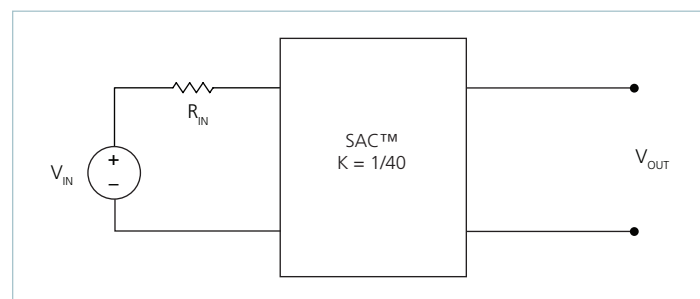 R_IN
SAC™
K = 1/40
V_IN
+
–
V_OUT